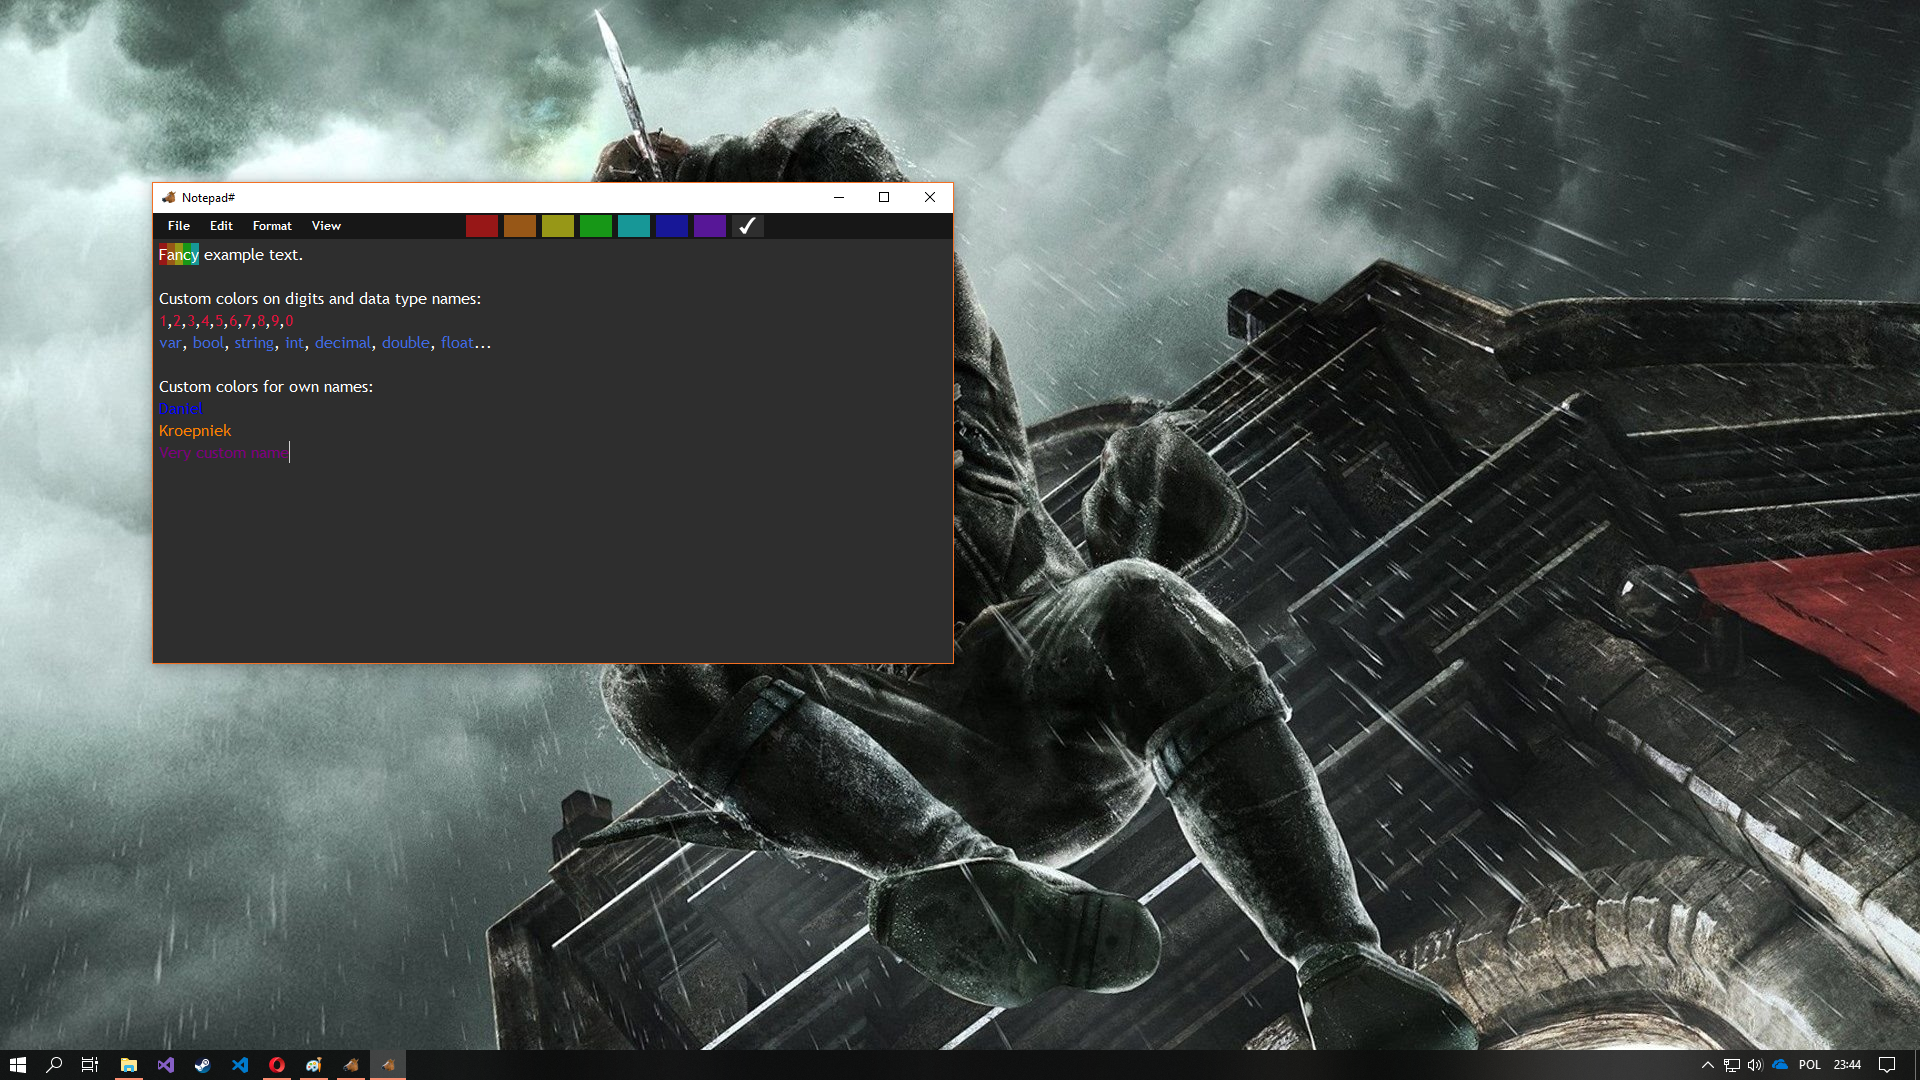 Notepad#
File Edit Format View
Fancy example text.
Custom colors on digits and data type names:
1,2,3,4,5,6,7,8,9,0
var, bool, string, int, decimal, double, float...
Custom colors for own names:
Daniel
Kroepniek
Very custom name
POL 23:44